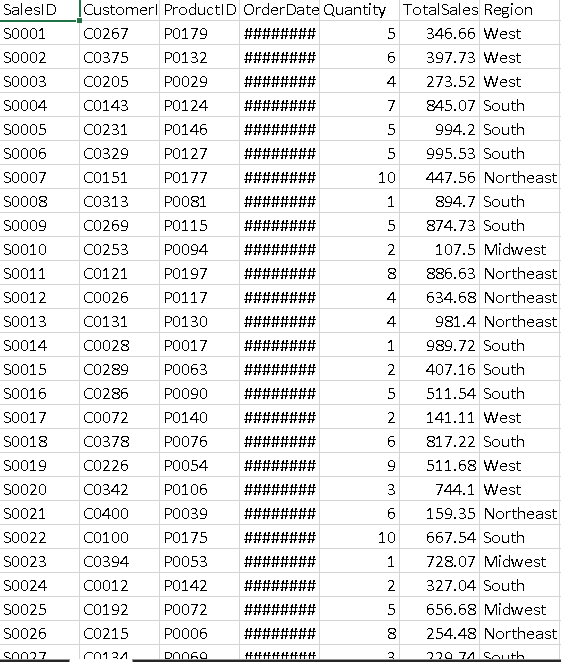 SalesID CustomerI ProductID OrderDate Quantity TotalSales Region
S0001 C0267 P0179 ######## 5 346.66 West
S0002 C0375 P0132 ######## 6 397.73 West
S0003 C0205 P0029 ######## 4 273.52 West
S0004 C0143 P0124 ######## 7 845.07 South
S0005 C0231 P0146 ######## 5 994.2 South
S0006 C0329 P0127 ######## 5 995.53 South
S0007 C0151 P0177 ######## 10 447.56 Northeast
S0008 C0313 P0081 ######## 1 894.7 South
S0009 C0269 P0115 ######## 5 874.73 South
S0010 C0253 P0094 ######## 2 107.5 Midwest
S0011 C0121 P0197 ######## 8 886.63 Northeast
S0012 C0026 P0117 ######## 4 634.68 Northeast
S0013 C0131 P0130 ######## 4 981.4 Northeast
S0014 C0028 P0017 ######## 1 989.72 South
S0015 C0289 P0063 ######## 2 407.16 South
S0016 C0286 P0090 ######## 5 511.54 South
S0017 C0072 P0140 ######## 2 141.11 West
S0018 C0378 P0076 ######## 6 817.22 South
S0019 C0226 P0054 ######## 9 511.68 West
S0020 C0342 P0106 ######## 3 744.1 West
S0021 C0400 P0039 ######## 6 159.35 Northeast
S0022 C0100 P0175 ######## 10 667.54 South
S0023 C0394 P0053 ######## 1 728.07 Midwest
S0024 C0012 P0142 ######## 2 327.04 South
S0025 C0192 P0072 ######## 5 656.68 Midwest
S0026 C0215 P0006 ######## 8 254.48 Northeast
S0027 C0134 P0069 ######## 3 229.74 South